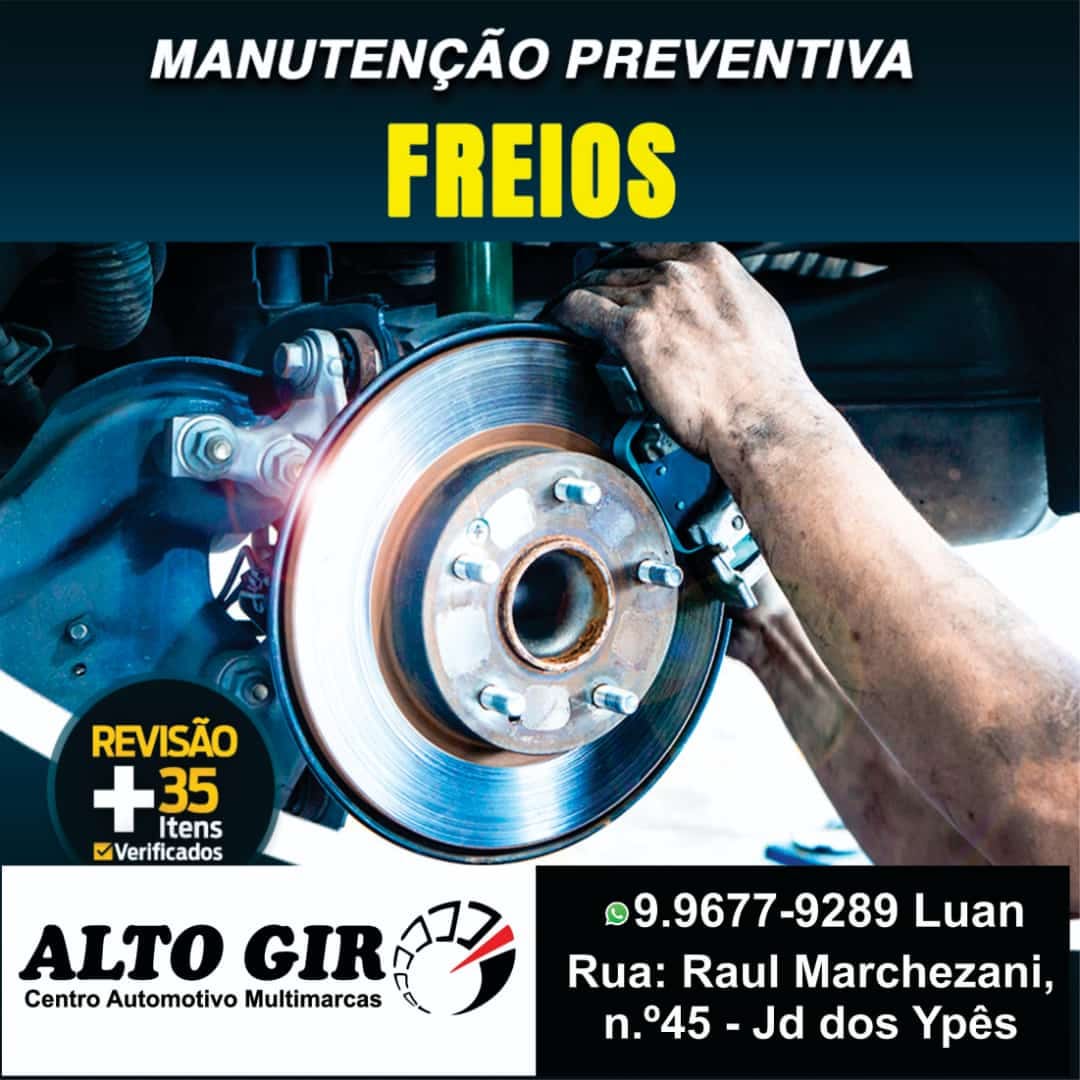 MANUTENÇÃO PREVENTIVA
FREIOS
REVISÃO
+35
Itens
Verificados
ALTO GIR
Centro Automotivo Multimarcas
9.9677-9289 Luan
Rua: Raul Marchezani,
n.º45 - Jd dos Ypês